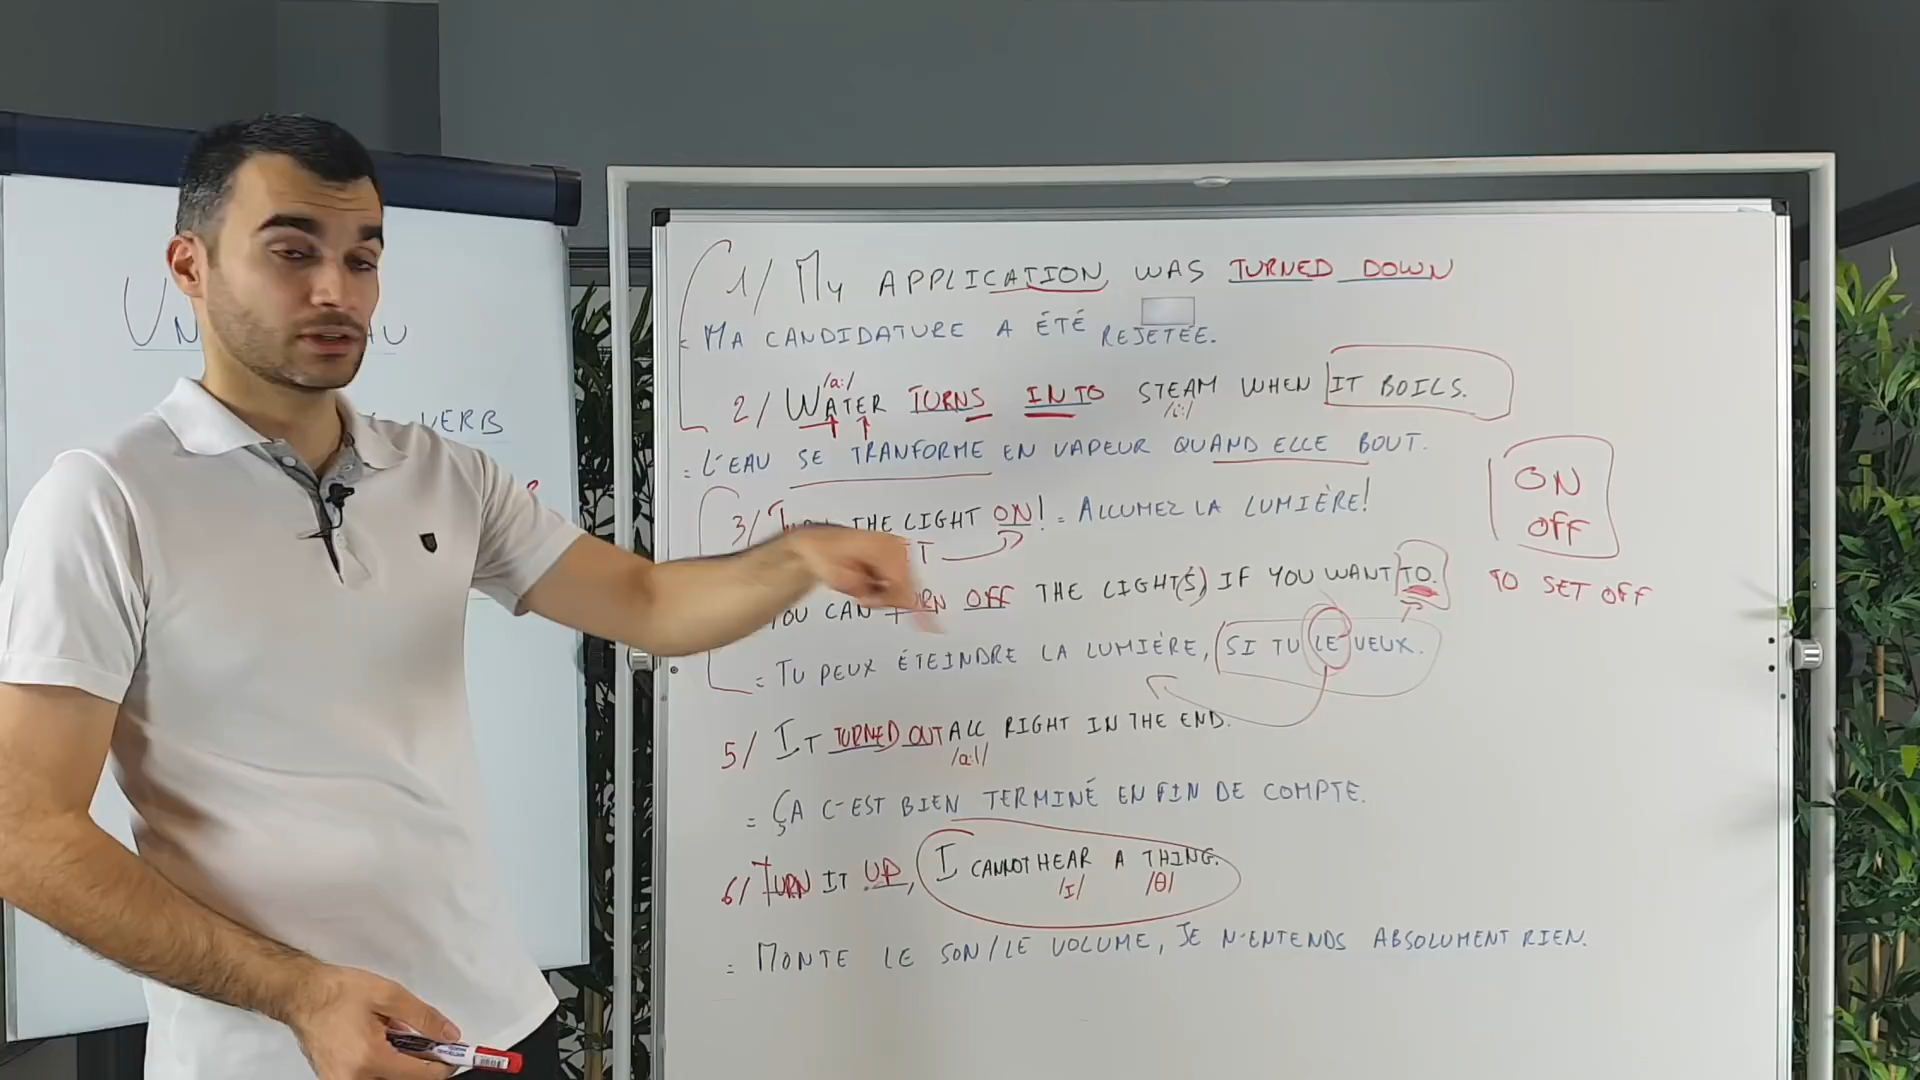 1/ MY APPLICATION WAS TURNED DOWN
= MA CANDIDATURE A ÉTÉ REJETÉE.
/a:/
2/ WATER TURNS INTO STEAM WHEN IT BOILS.
/i:/
= L'EAU SE TRANFORME EN VAPEUR QUAND ELLE BOUT.
3/ THE LIGHT ON! = ALLUMEZ LA LUMIÈRE!
IT
YOU CAN TURN OFF THE LIGHT(S) IF YOU WANT TO.
= TU PEUX ÉTEINDRE LA LUMIÈRE, SI TU LE VEUX.
5/ IT TURNED OUT ALL RIGHT IN THE END.
/a:l/
= ÇA C'EST BIEN TERMINÉ EN FIN DE COMPTE.
6/ TURN IT UP, I CANNOT HEAR A THING.
/I/ /θ/
= MONTE LE SON/LE VOLUME, JE N'ENTENDS ABSOLUMENT RIEN.
ON
OFF
TO SET OFF
VERB